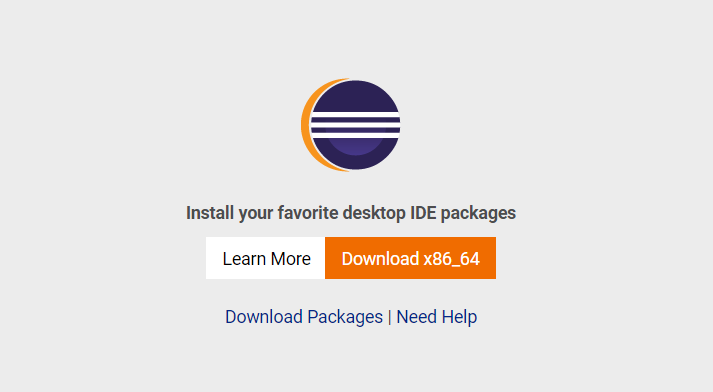 Install your favorite desktop IDE packages
Learn More Download x86_64
Download Packages | Need Help